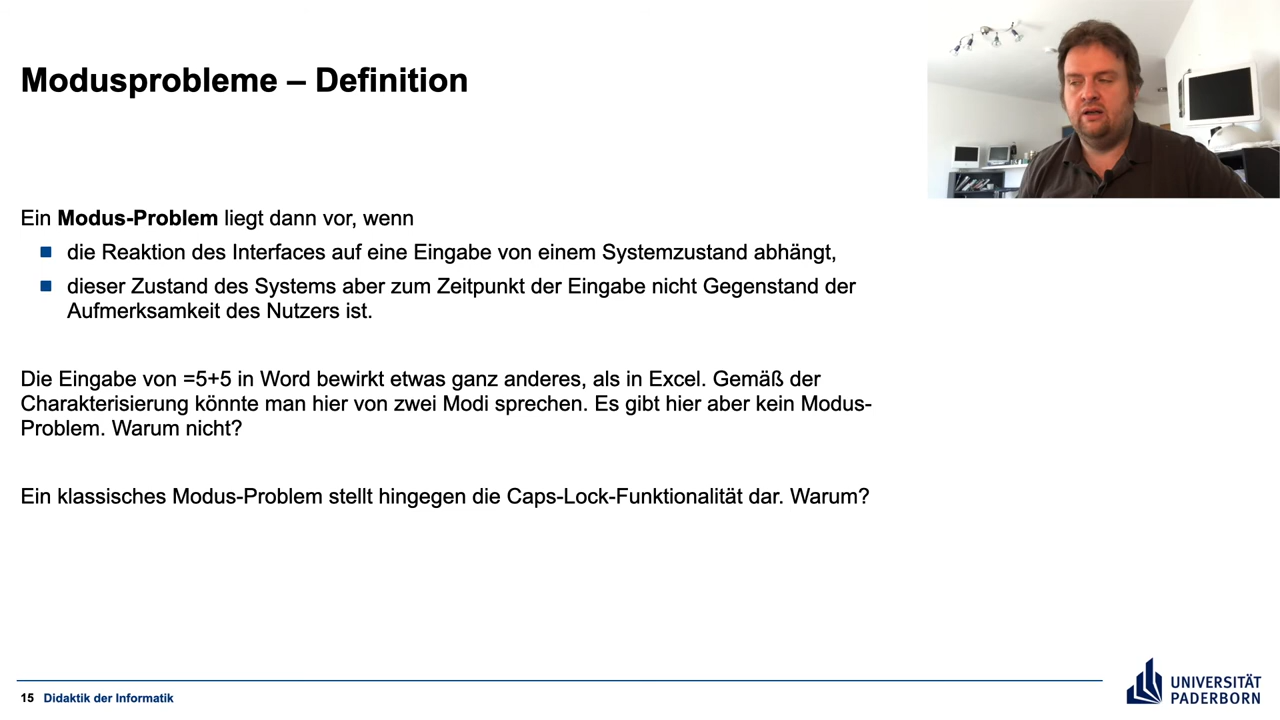 Modusprobleme – Definition
Ein Modus-Problem liegt dann vor, wenn
die Reaktion des Interfaces auf eine Eingabe von einem Systemzustand abhängt,
dieser Zustand des Systems aber zum Zeitpunkt der Eingabe nicht Gegenstand der
Aufmerksamkeit des Nutzers ist.
Die Eingabe von =5+5 in Word bewirkt etwas ganz anderes, als in Excel. Gemäß der
Charakterisierung könnte man hier von zwei Modi sprechen. Es gibt hier aber kein Modus-
Problem. Warum nicht?
Ein klassisches Modus-Problem stellt hingegen die Caps-Lock-Funktionalität dar. Warum?
15 Didaktik der Informatik
UNIVERSITÄT
PADERBORN